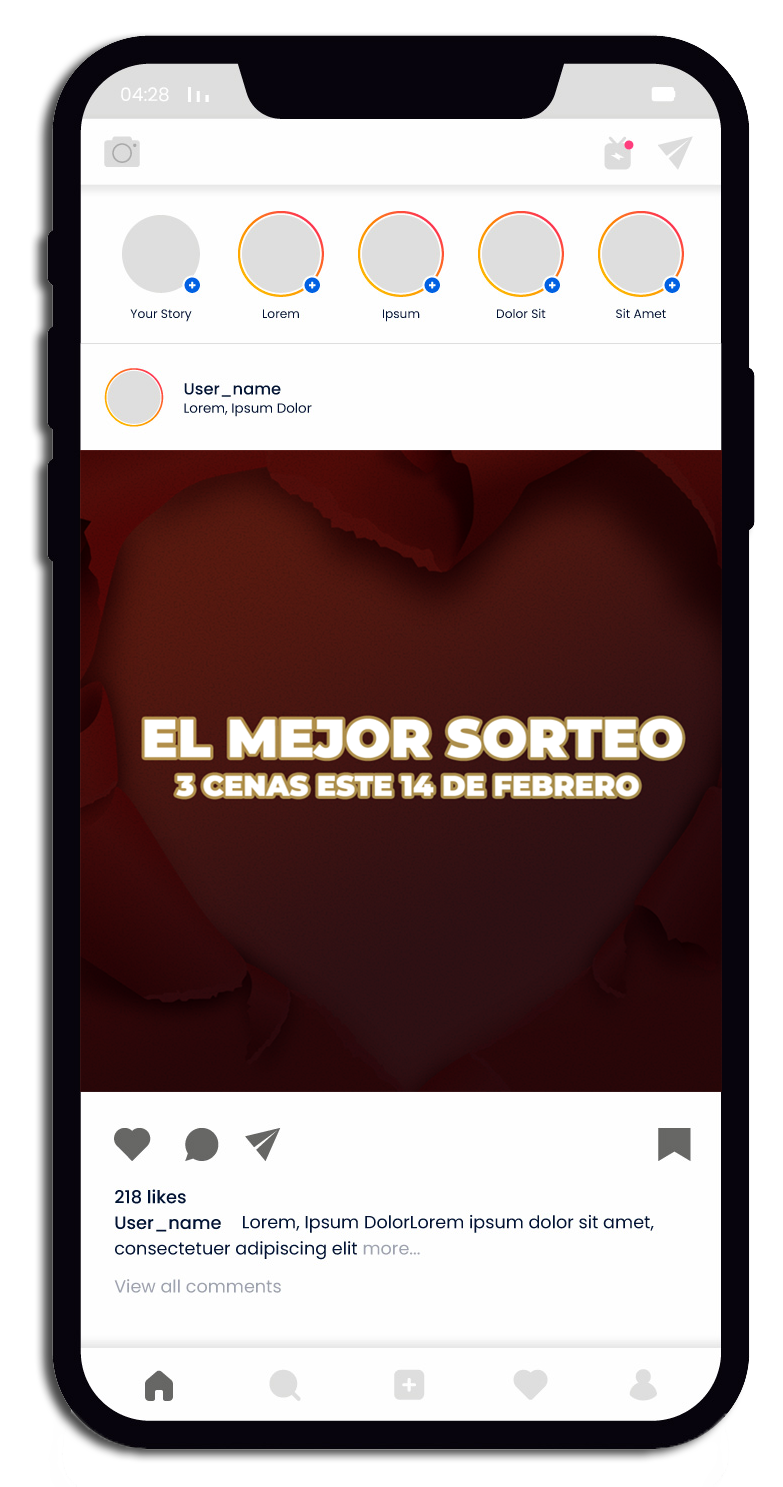 04:28
Your Story
Lorem
Ipsum
Dolor Sit
Sit Amet
User_name
Lorem, Ipsum Dolor
EL MEJOR SORTEO
3 CENAS ESTE 14 DE FEBRERO
218 likes
User_name Lorem, Ipsum DolorLorem ipsum dolor sit amet,
consectetuer adipiscing elit more...
View all comments